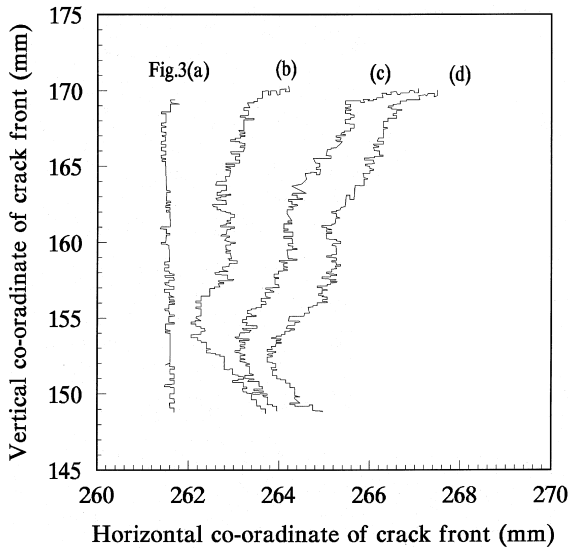 175
170
165
160
155
150
145
Vertical co-oradinate of crack front (mm)
Fig.3(a)
(b)
(c)
(d)
260
262
264
266
268
270
Horizontal co-oradinate of crack front (mm)